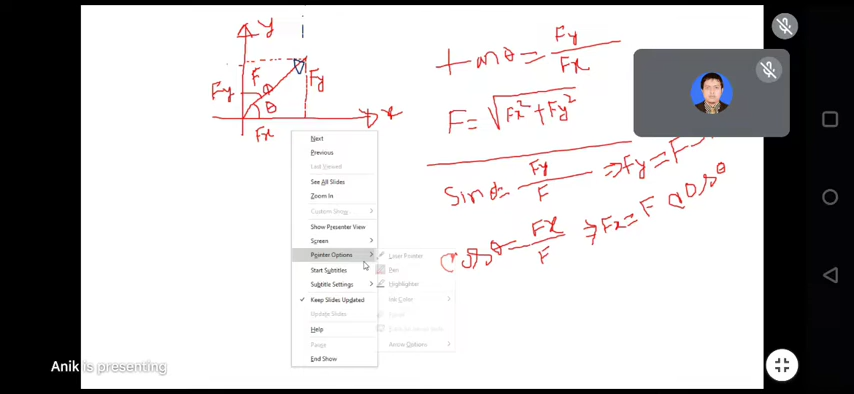 y
F
Fy
Fy
φ
θ
x
Fx
tanθ = Fy/Fx
F = √Fx²+Fy²
Sinθ = Fy/F ⇒ Fy = F
cosθ = Fx/F ⇒ Fx = F cosθ
Next
Previous
Last Viewed
See All Slides
Zoom In
Custom Show
Show Presenter View
Screen
Pointer Options
Start Subtitles
Subtitle Settings
Keep Slides Updated
Update Slides
Help
Pause
End Show
Laser Pointer
Pen
Highlighter
Ink Color
Eraser
Arrow Options
Anik is presenting